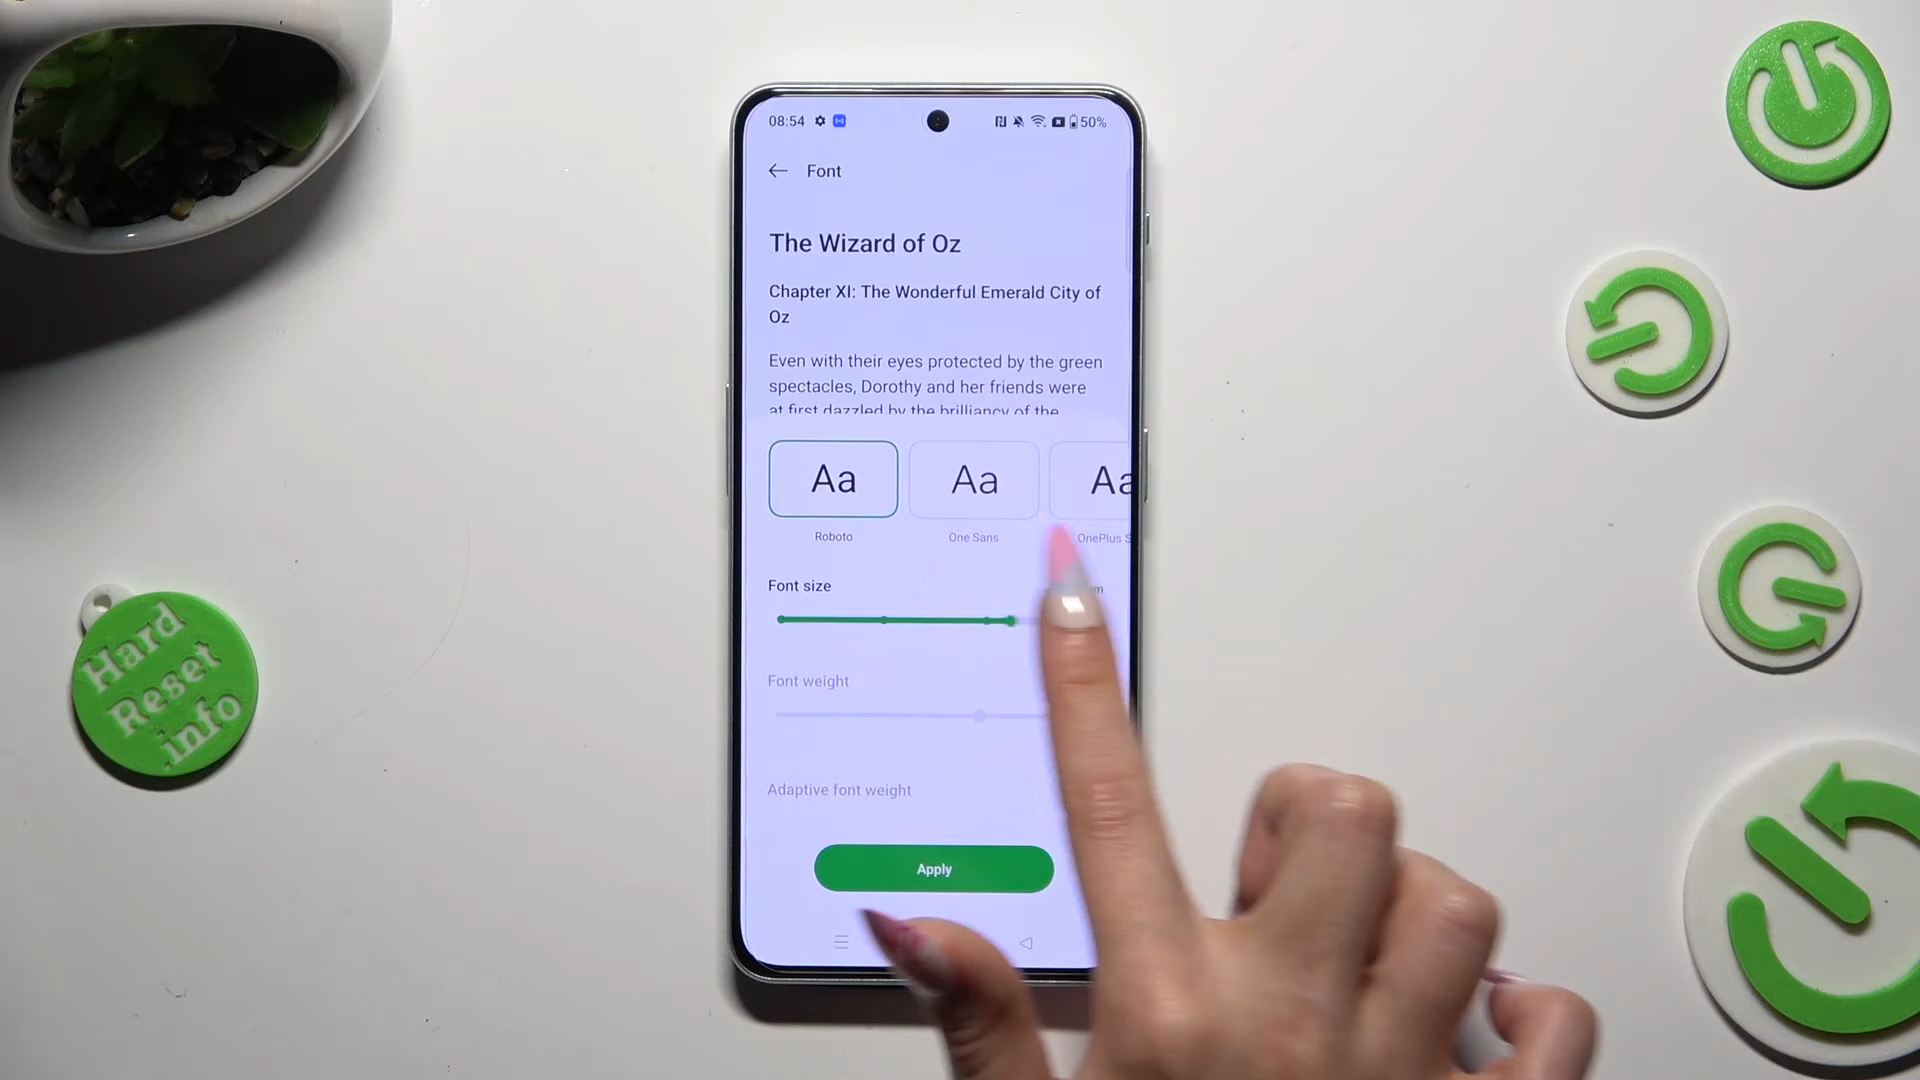 08:54
50%
Font
The Wizard of Oz
Chapter XI: The Wonderful Emerald City of
Oz
Even with their eyes protected by the green
spectacles, Dorothy and her friends were
at first dazzled by the brilliancy of the
Aa
Aa
Aa
Roboto
One Sans
OnePlus S
Font size
Font weight
Adaptive font weight
Apply
Hard
Reset
.info